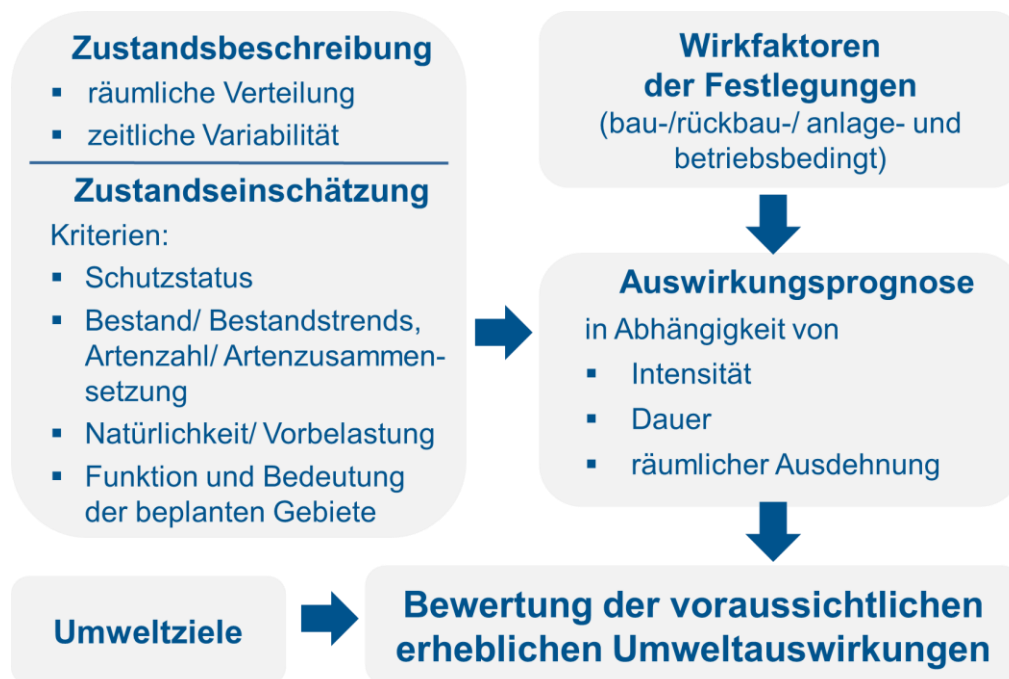 Zustandsbeschreibung
▪ räumliche Verteilung
▪ zeitliche Variabilität
Zustandseinschätzung
Kriterien:
▪ Schutzstatus
▪ Bestand/ Bestandstrends,
Artenzahl/ Artenzusammen-
setzung
▪ Natürlichkeit/ Vorbelastung
▪ Funktion und Bedeutung
der beplanten Gebiete
Wirkfaktoren
der Festlegungen
(bau-/rückbau-/ anlage- und
betriebsbedingt)
Auswirkungsprognose
in Abhängigkeit von
▪ Intensität
▪ Dauer
▪ räumlicher Ausdehnung
Umweltziele
Bewertung der voraussichtlichen
erheblichen Umweltauswirkungen